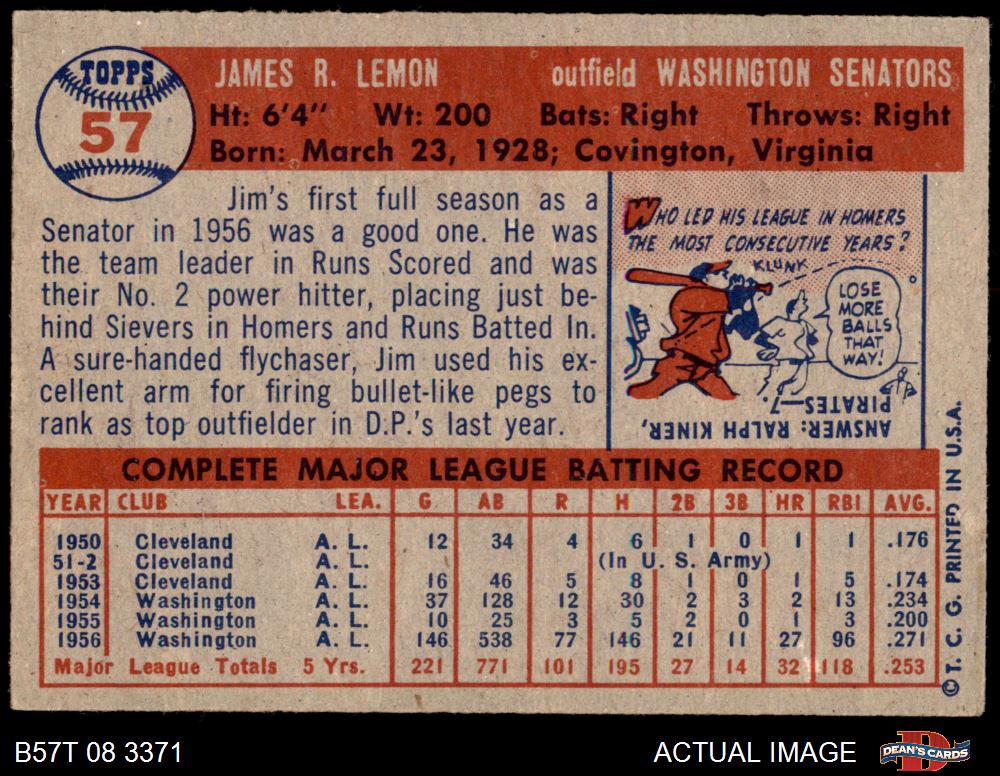 TOPPS
57
JAMES R. LEMON outfield WASHINGTON SENATORS
Ht: 6'4" Wt: 200 Bats: Right Throws: Right
Born: March 23, 1928; Covington, Virginia
Jim's first full season as a
Senator in 1956 was a good one. He was
the team leader in Runs Scored and was
their No. 2 power hitter, placing just be-
hind Sievers in Homers and Runs Batted In.
A sure-handed flychaser, Jim used his ex-
cellent arm for firing bullet-like pegs to
rank as top outfielder in D.P.'s last year.
WHO LED HIS LEAGUE IN HOMERS
THE MOST CONSECUTIVE YEARS?
KLUNK
LOSE
MORE
BALLS
THAT
WAY!
ANSWER: RALPH KINER,
PIRATES—7
COMPLETE MAJOR LEAGUE BATTING RECORD
YEAR CLUB LEA. G AB R H 2B 3B HR RBI AVG.
1950 Cleveland A. L. 12 34 4 6 1 0 1 1 .176
51-2 Cleveland A. L. (In U. S. Army)
1953 Cleveland A. L. 16 46 5 8 1 0 1 5 .174
1954 Washington A. L. 37 128 12 30 2 3 2 13 .234
1955 Washington A. L. 10 25 3 5 2 0 1 3 .200
1956 Washington A. L. 146 538 77 146 21 11 27 96 .271
Major League Totals 5 Yrs. 221 771 101 195 27 14 32 118 .253
© T. C. G. PRINTED IN U.S.A.
B57T 08 3371 ACTUAL IMAGE
D
DEAN'S CARDS